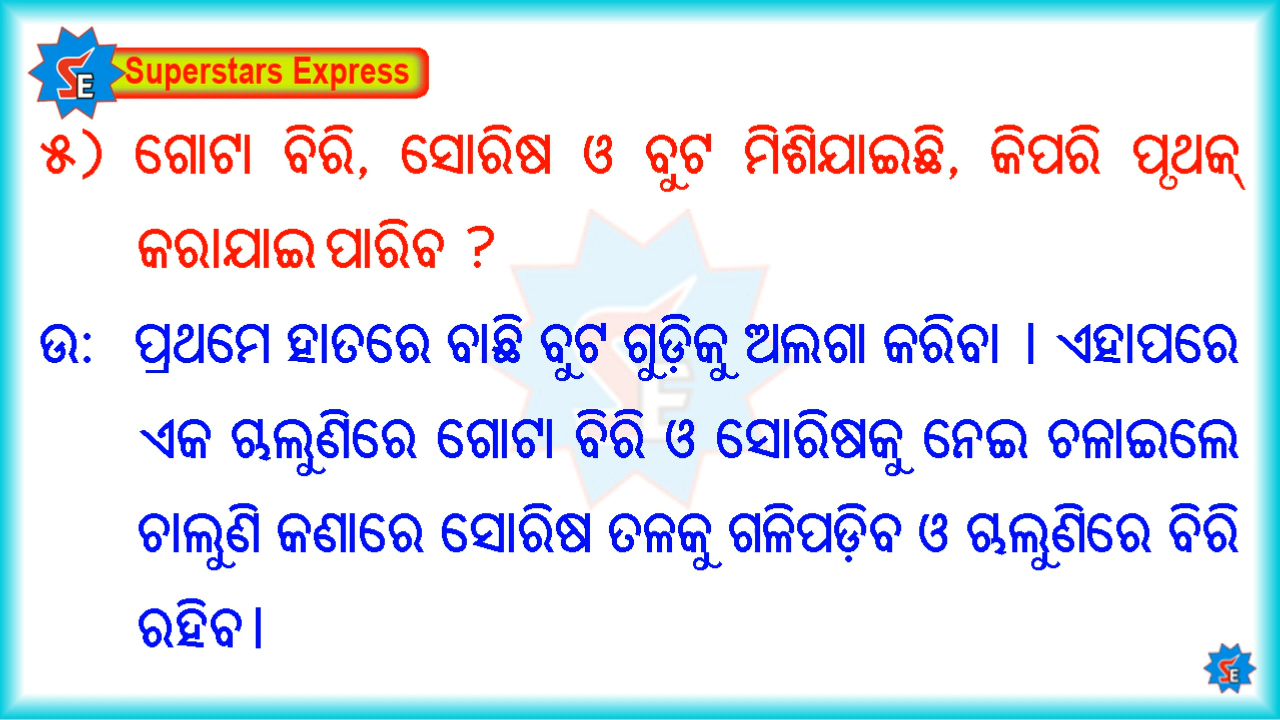 Superstars Express
୫) ଗୋଟା ବିରି, ସୋରିଷ ଓ ବୁଟ ମିଶିଯାଇଛି, କିପରି ପୃଥକ୍
କରାଯାଇ ପାରିବ ?
ଉ: ପ୍ରଥମେ ହାତରେ ବାଛି ବୁଟ ଗୁଡ଼ିକୁ ଅଲଗା କରିବା । ଏହାପରେ
ଏକ ଚାଲୁଣିରେ ଗୋଟା ବିରି ଓ ସୋରିଷକୁ ନେଇ ଚଳାଇଲେ
ଚାଲୁଣି କଣାରେ ସୋରିଷ ତଳକୁ ଗଳିପଡ଼ିବ ଓ ଚାଲୁଣିରେ ବିରି
ରହିବ।
SE